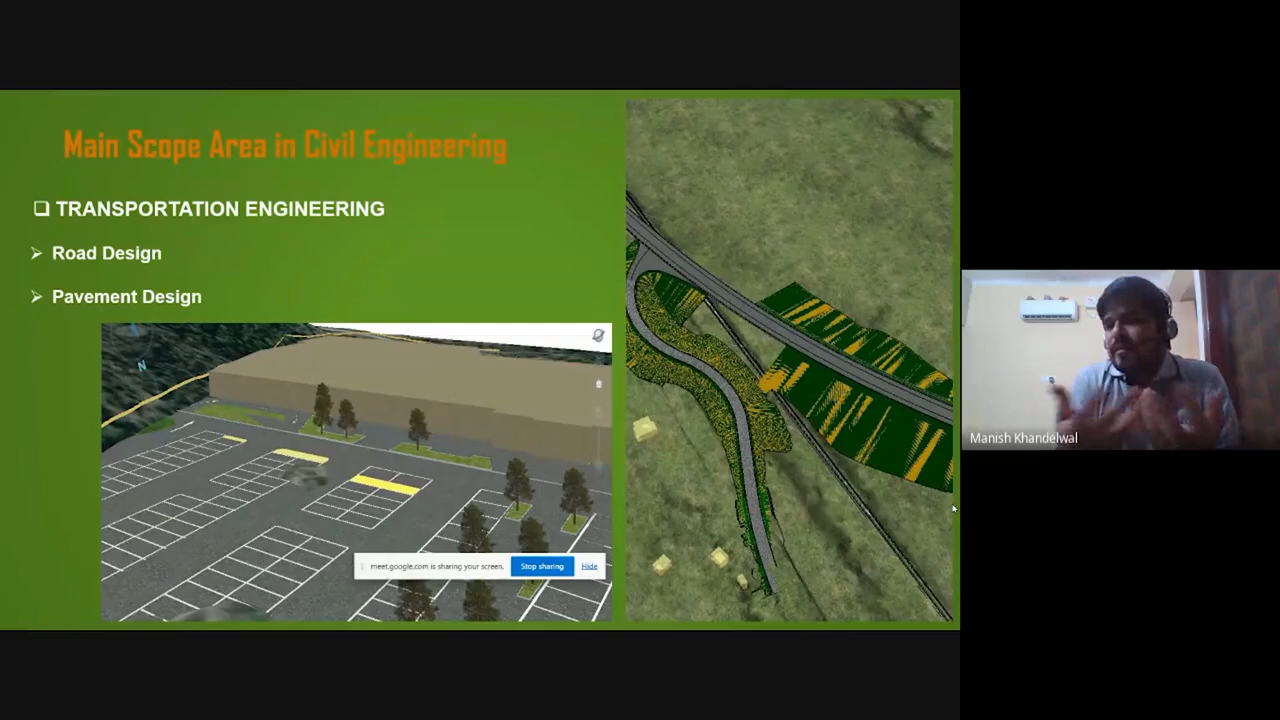 Main Scope Area in Civil Engineering
❑ TRANSPORTATION ENGINEERING
➢ Road Design
➢ Pavement Design
N
meet.google.com is sharing your screen. Stop sharing Hide
Manish Khandelwal